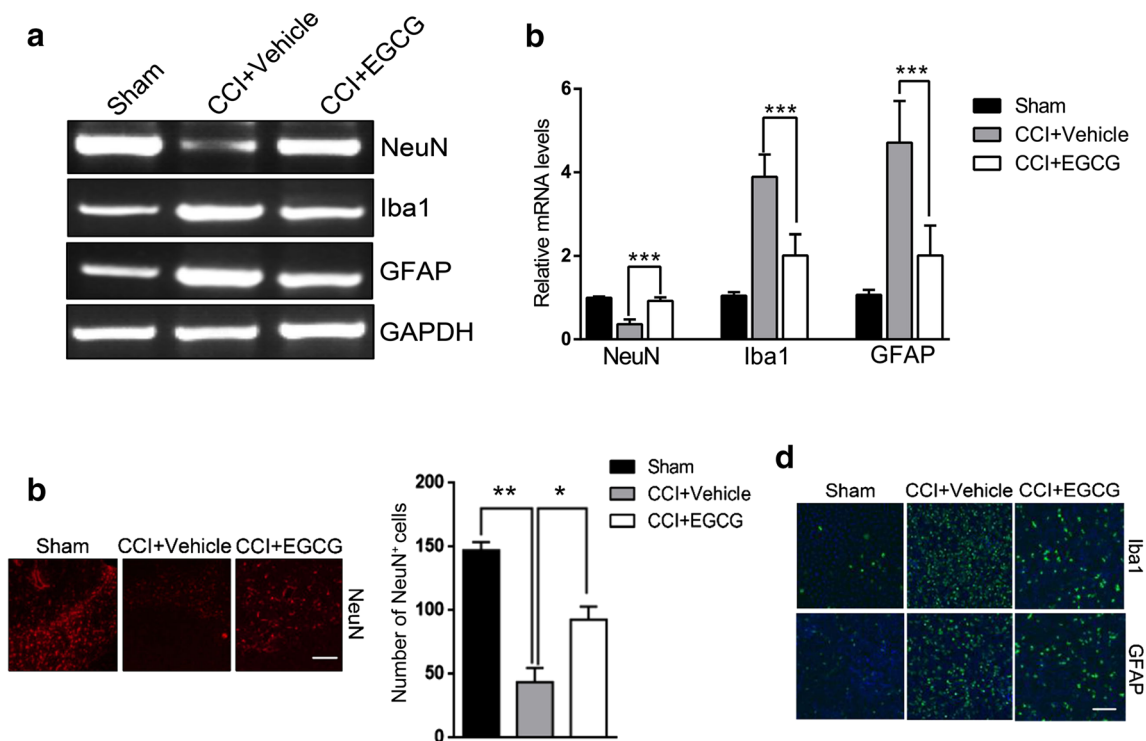 a
Sham
CCI+Vehicle
CCI+EGCG
NeuN
Iba1
GFAP
GAPDH
b
Relative mRNA levels
6
4
2
0
***
***
***
NeuN
Iba1
GFAP
Sham
CCI+Vehicle
CCI+EGCG
b
Sham
CCI+Vehicle
CCI+EGCG
NeuN
Number of NeuN⁺ cells
200
150
100
50
0
**
*
Sham
CCI+Vehicle
CCI+EGCG
d
Sham
CCI+Vehicle
CCI+EGCG
Iba1
GFAP